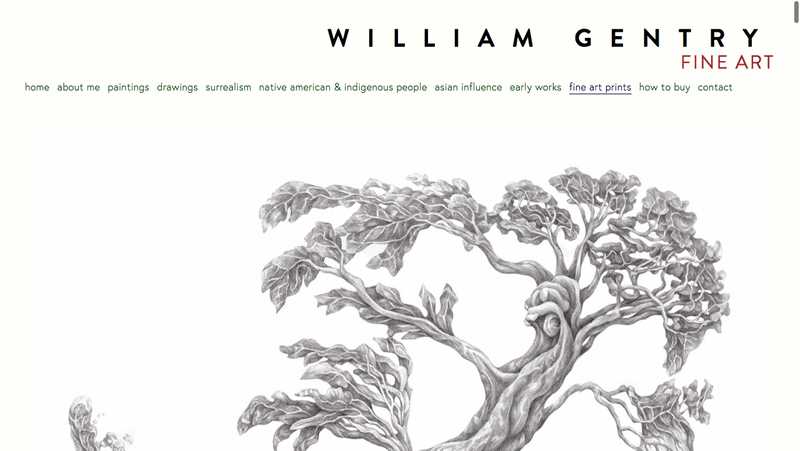 WILLIAM GENTRY
FINE ART
home about me paintings drawings surrealism native american & indigenous people asian influence early works fine art prints how to buy contact